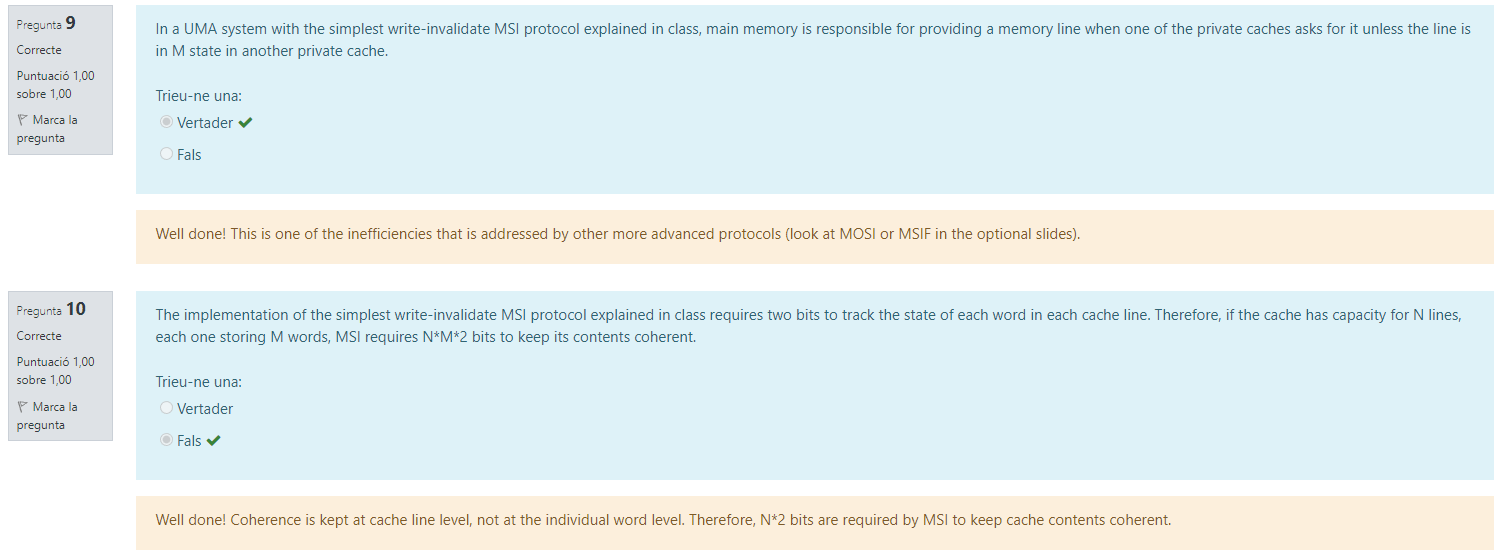 Pregunta 9
Correcte
Puntuació 1,00
sobre 1,00
Marca la
pregunta
In a UMA system with the simplest write-invalidate MSI protocol explained in class, main memory is responsible for providing a memory line when one of the private caches asks for it unless the line is
in M state in another private cache.
Trieu-ne una:
Vertader
Fals
Well done! This is one of the inefficiencies that is addressed by other more advanced protocols (look at MOSI or MSIF in the optional slides).
Pregunta 10
Correcte
Puntuació 1,00
sobre 1,00
Marca la
pregunta
The implementation of the simplest write-invalidate MSI protocol explained in class requires two bits to track the state of each word in each cache line. Therefore, if the cache has capacity for N lines,
each one storing M words, MSI requires N*M*2 bits to keep its contents coherent.
Trieu-ne una:
Vertader
Fals
Well done! Coherence is kept at cache line level, not at the individual word level. Therefore, N*2 bits are required by MSI to keep cache contents coherent.